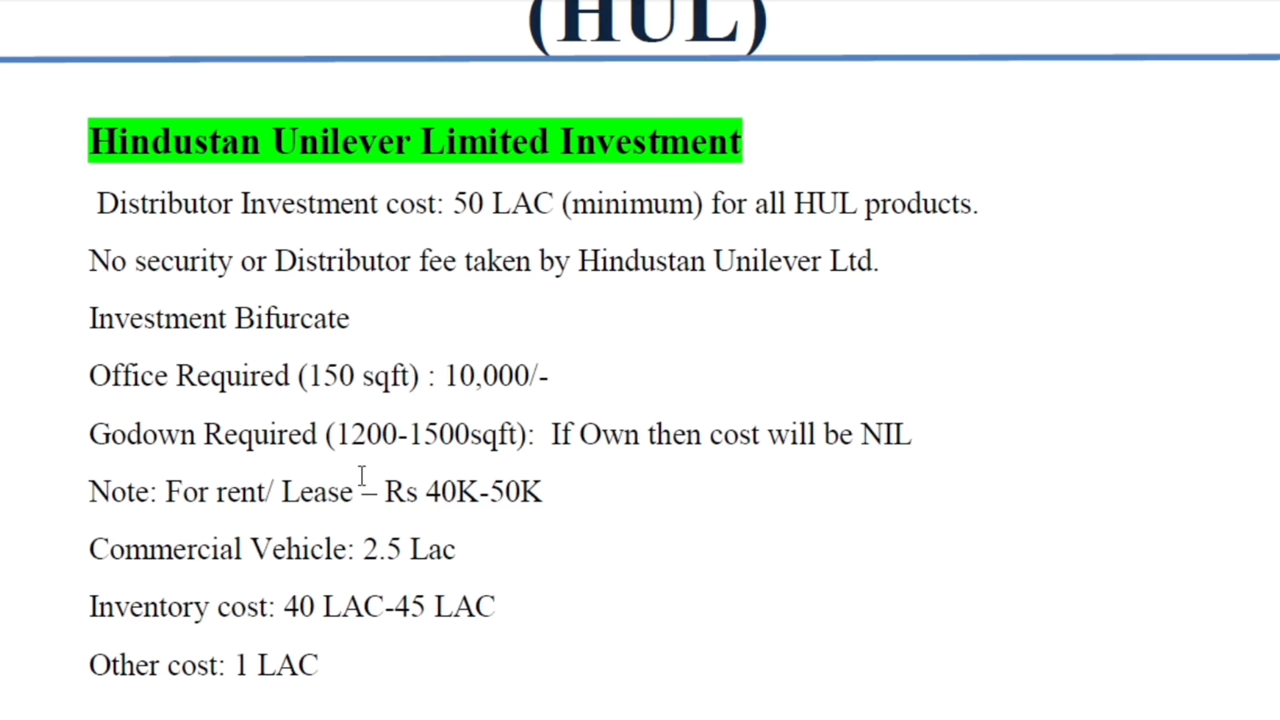 (HUL)
Hindustan Unilever Limited Investment
Distributor Investment cost: 50 LAC (minimum) for all HUL products.
No security or Distributor fee taken by Hindustan Unilever Ltd.
Investment Bifurcate
Office Required (150 sqft) : 10,000/-
Godown Required (1200-1500sqft):  If Own then cost will be NIL
Note: For rent/ Lease – Rs 40K-50K
Commercial Vehicle: 2.5 Lac
Inventory cost: 40 LAC-45 LAC
Other cost: 1 LAC